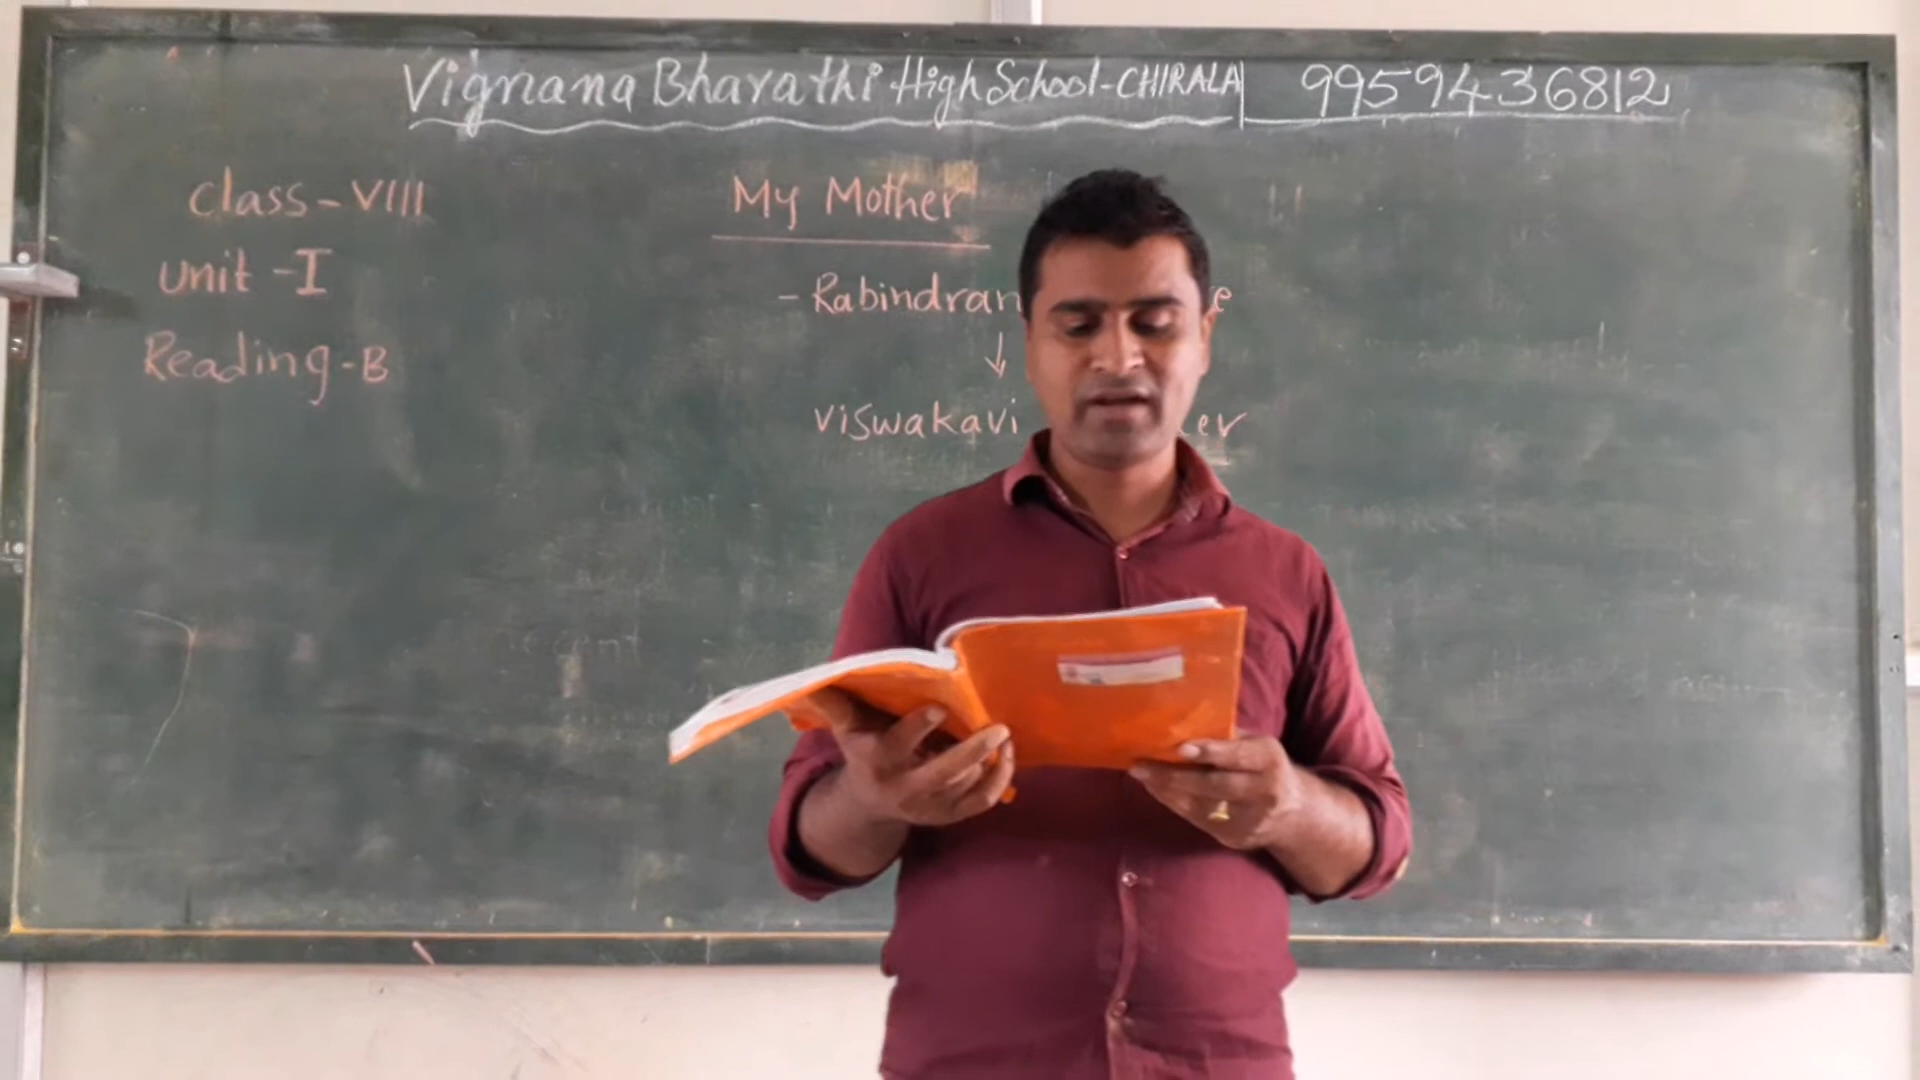 Vignana Bharathi High School-CHIRALA 9959436812
Class-VIII
My Mother
Unit-I
- Rabindran
Reading-B
↓
Viswakavi